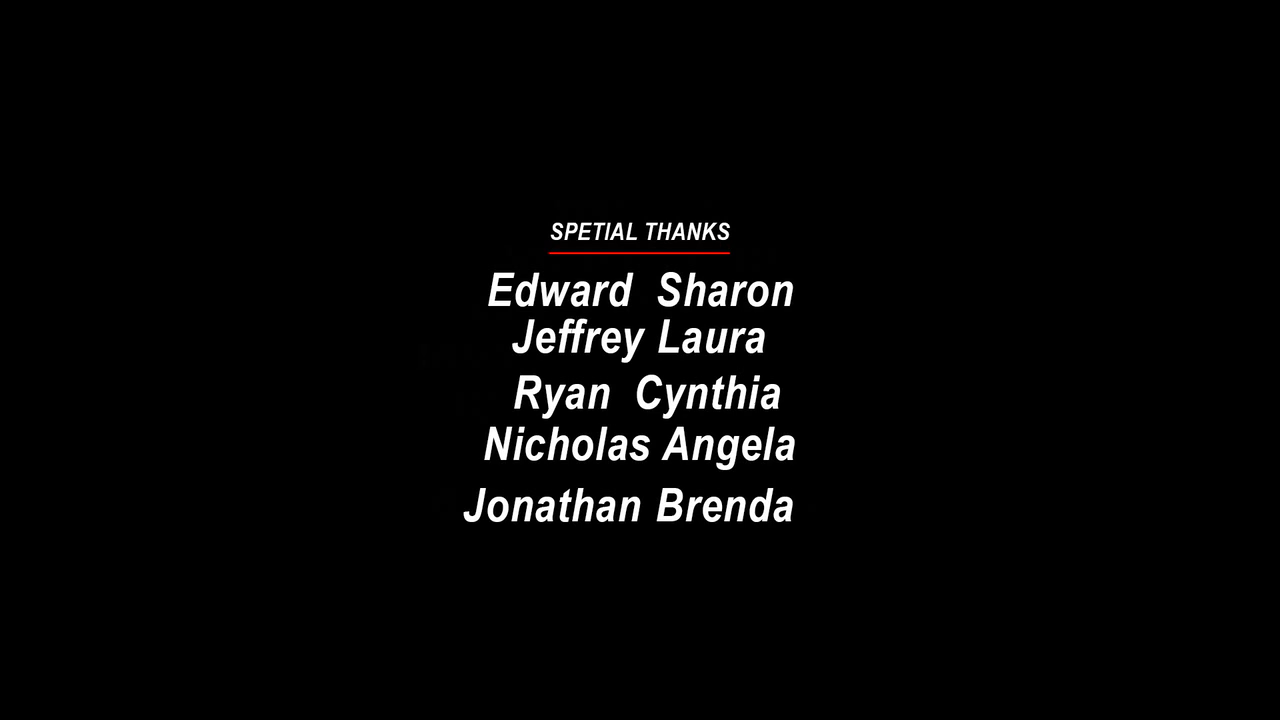 SPETIAL THANKS
Edward Sharon
Jeffrey Laura
Ryan Cynthia
Nicholas Angela
Jonathan Brenda